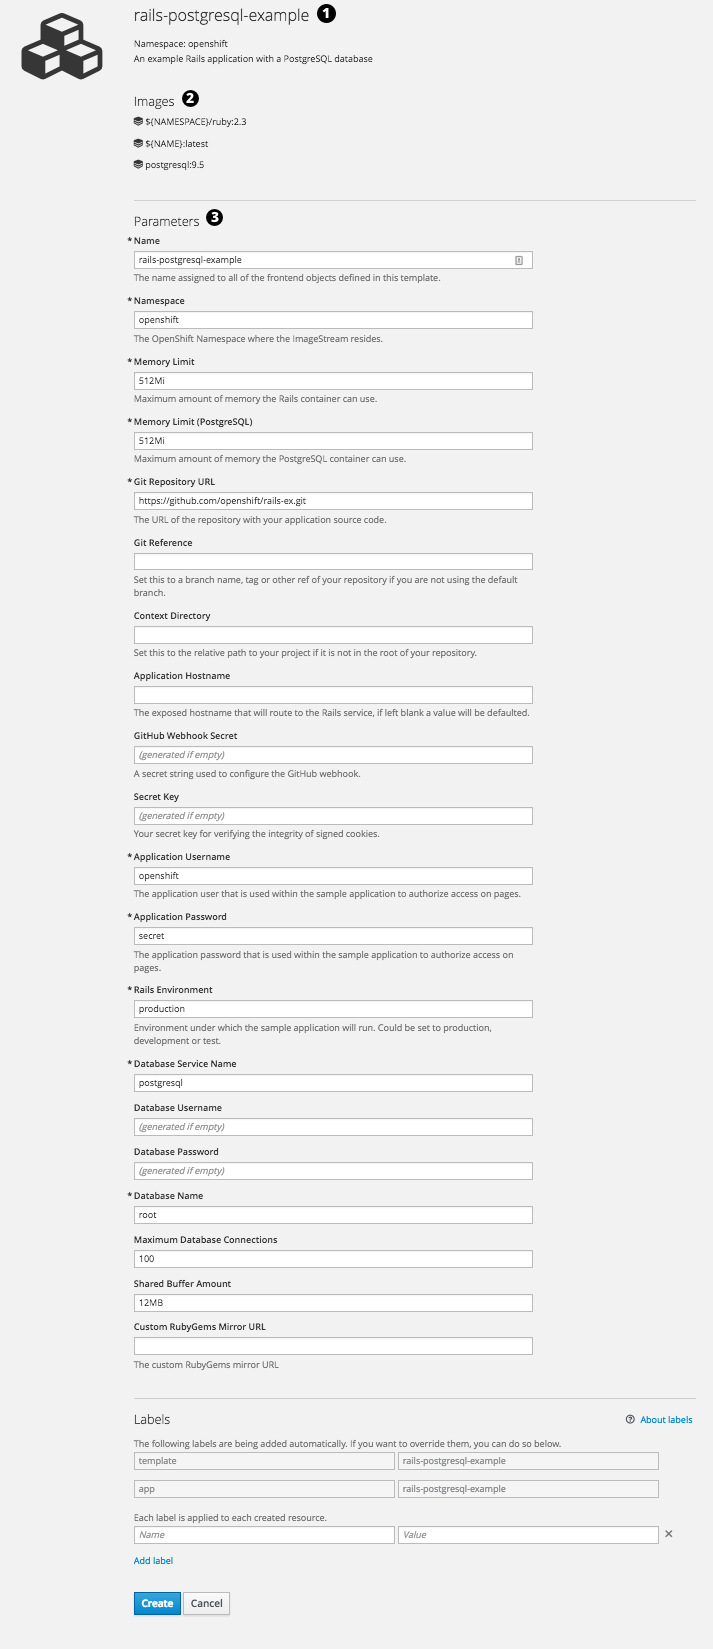 rails-postgresql-example 1
Namespace: openshift
An example Rails application with a PostgreSQL database
Images 2
${NAMESPACE}/ruby:2.3
${NAME}:latest
postgresql:9.5
Parameters 3
* Name
rails-postgresql-example
The name assigned to all of the frontend objects defined in this template.
* Namespace
openshift
The OpenShift Namespace where the ImageStream resides.
* Memory Limit
512Mi
Maximum amount of memory the Rails container can use.
* Memory Limit (PostgreSQL)
512Mi
Maximum amount of memory the PostgreSQL container can use.
* Git Repository URL
https://github.com/openshift/rails-ex.git
The URL of the repository with your application source code.
Git Reference
Set this to a branch name, tag or other ref of your repository if you are not using the default
branch.
Context Directory
Set this to the relative path to your project if it is not in the root of your repository.
Application Hostname
The exposed hostname that will route to the Rails service, if left blank a value will be defaulted.
GitHub Webhook Secret
(generated if empty)
A secret string used to configure the GitHub webhook.
Secret Key
(generated if empty)
Your secret key for verifying the integrity of signed cookies.
* Application Username
openshift
The application user that is used within the sample application to authorize access on pages.
* Application Password
secret
The application password that is used within the sample application to authorize access on
pages.
* Rails Environment
production
Environment under which the sample application will run. Could be set to production,
development or test.
* Database Service Name
postgresql
Database Username
(generated if empty)
Database Password
(generated if empty)
* Database Name
root
Maximum Database Connections
100
Shared Buffer Amount
12MB
Custom RubyGems Mirror URL
The custom RubyGems mirror URL
Labels
About labels
The following labels are being added automatically. If you want to override them, you can do so below.
template rails-postgresql-example
app rails-postgresql-example
Each label is applied to each created resource.
Name Value
Add label
Create Cancel